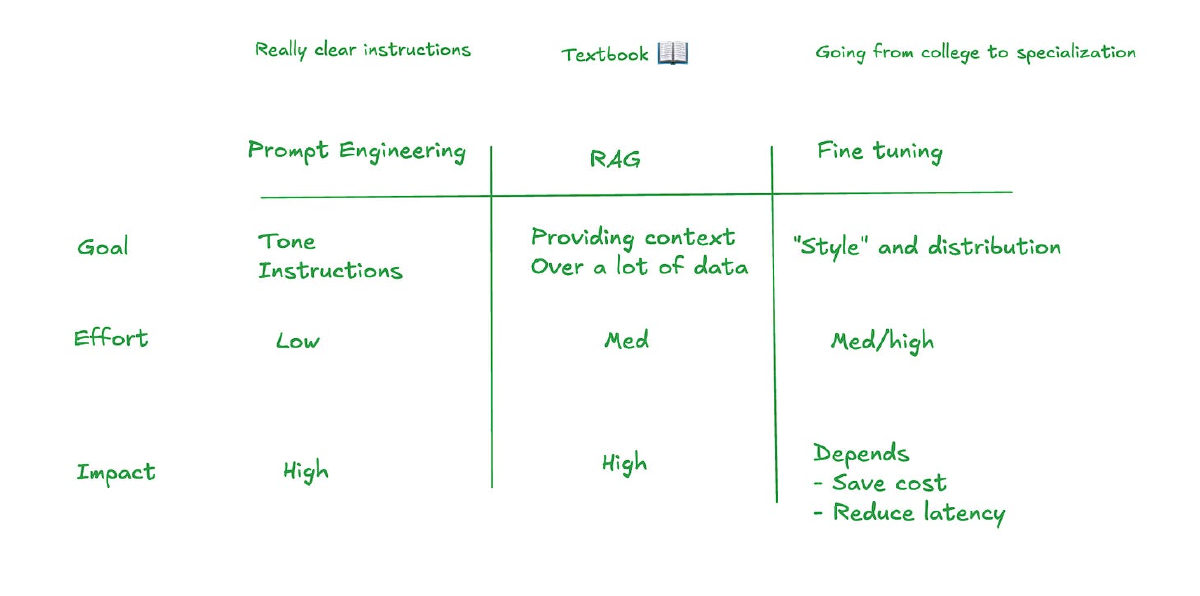 Really clear instructions
Textbook 📖
Going from college to specialization
Prompt Engineering
RAG
Fine tuning
Goal
Tone
Instructions
Providing context
Over a lot of data
"Style" and distribution
Effort
Low
Med
Med/high
Impact
High
High
Depends
- Save cost
- Reduce latency